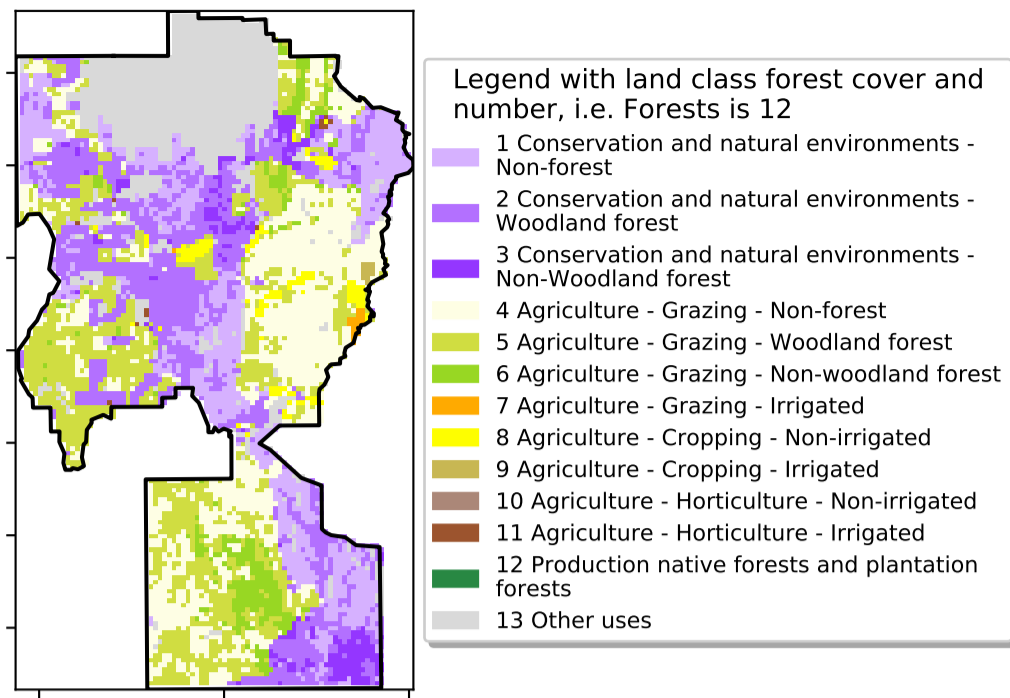 Legend with land class forest cover and
number, i.e. Forests is 12
1 Conservation and natural environments -
Non-forest
2 Conservation and natural environments -
Woodland forest
3 Conservation and natural environments -
Non-Woodland forest
4 Agriculture - Grazing - Non-forest
5 Agriculture - Grazing - Woodland forest
6 Agriculture - Grazing - Non-woodland forest
7 Agriculture - Grazing - Irrigated
8 Agriculture - Cropping - Non-irrigated
9 Agriculture - Cropping - Irrigated
10 Agriculture - Horticulture - Non-irrigated
11 Agriculture - Horticulture - Irrigated
12 Production native forests and plantation
forests
13 Other uses